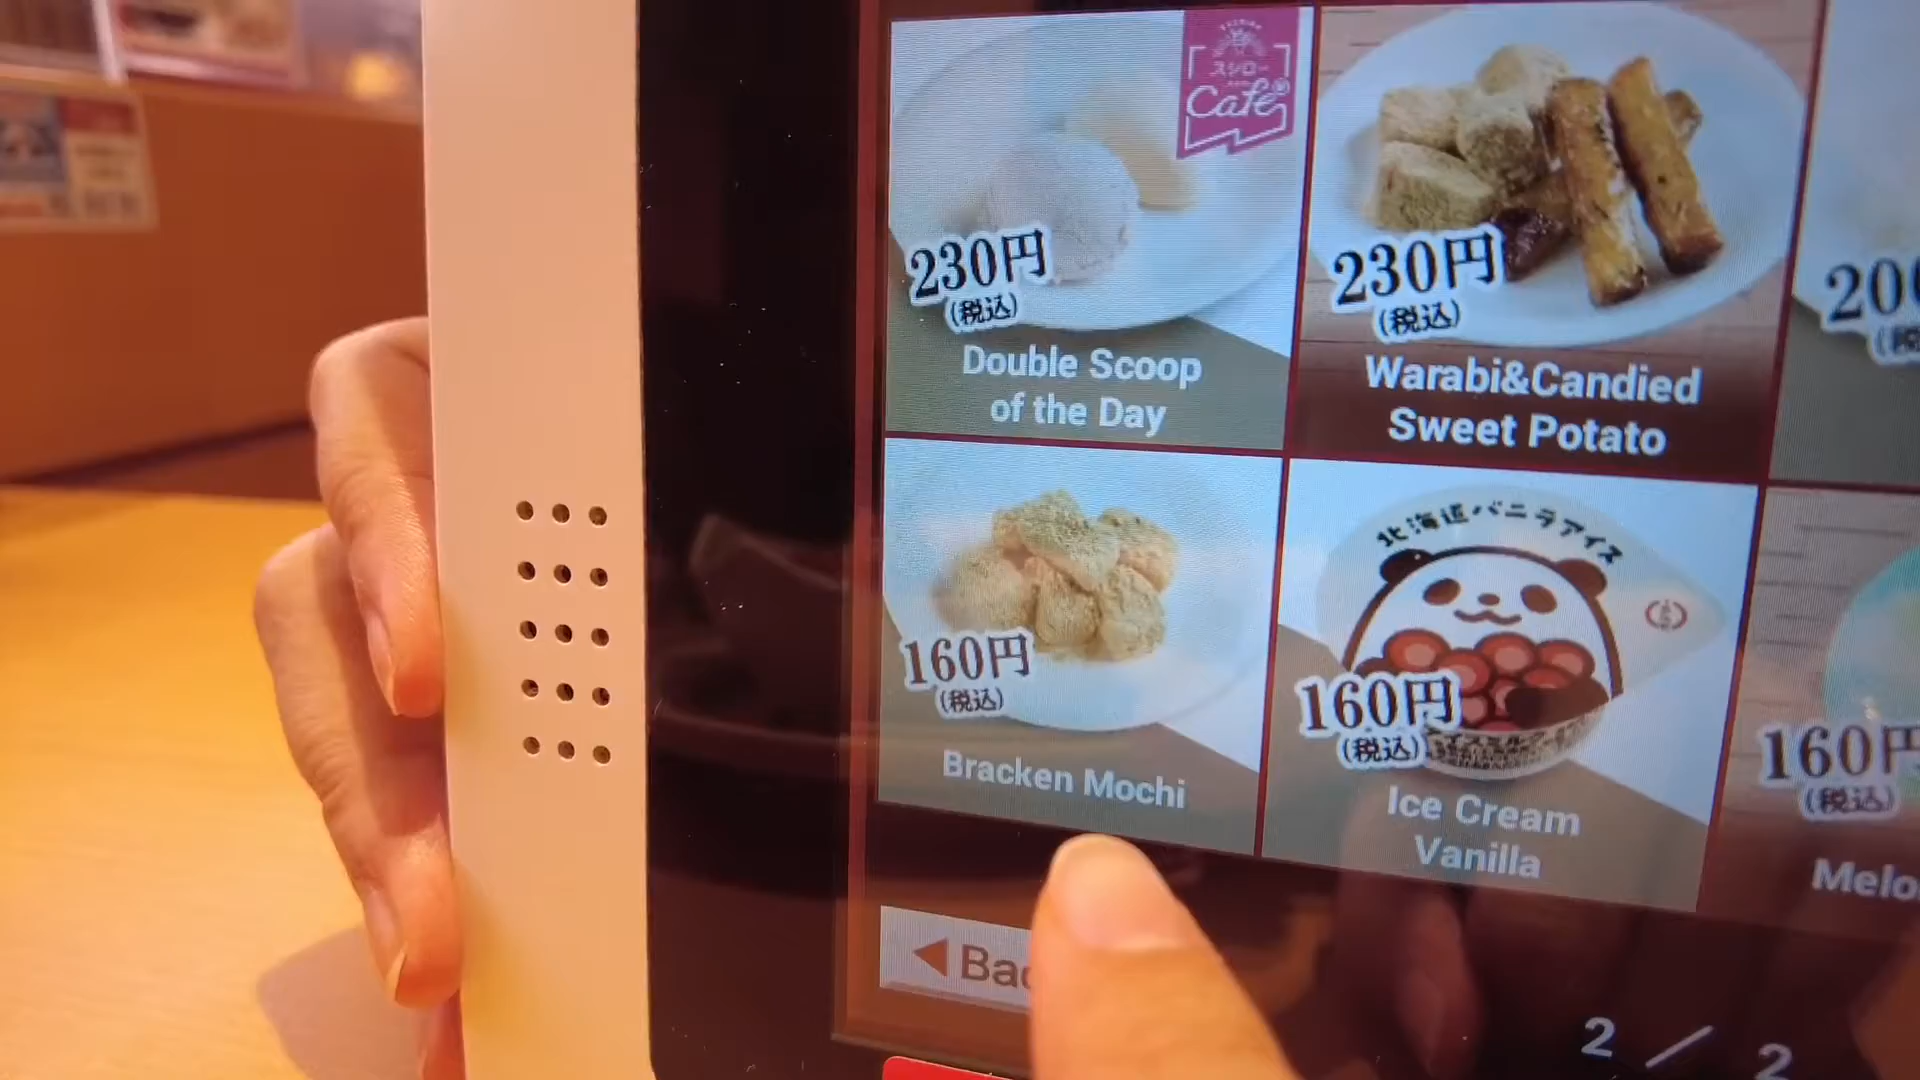 スシロー
Café
230円
(税込)
Double Scoop
of the Day
230円
(税込)
Warabi&Candied
Sweet Potato
200
160円
(税込)
Bracken Mochi
北海道バニラアイス
160円
(税込)
Ice Cream
Vanilla
160円
(税込)
Melo
Bac
2 / 2